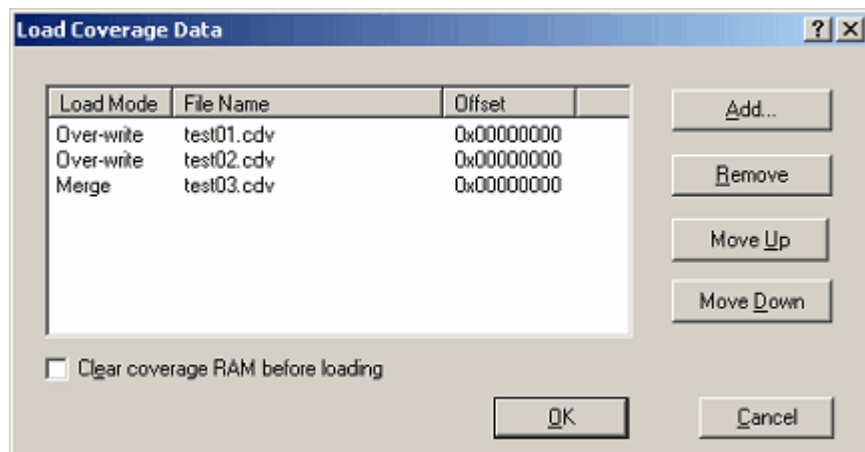 Load Coverage Data
Load Mode File Name Offset
Over-write test01.cdv 0x00000000
Over-write test02.cdv 0x00000000
Merge test03.cdv 0x00000000
Add...
Remove
Move Up
Move Down
Clear coverage RAM before loading
OK Cancel